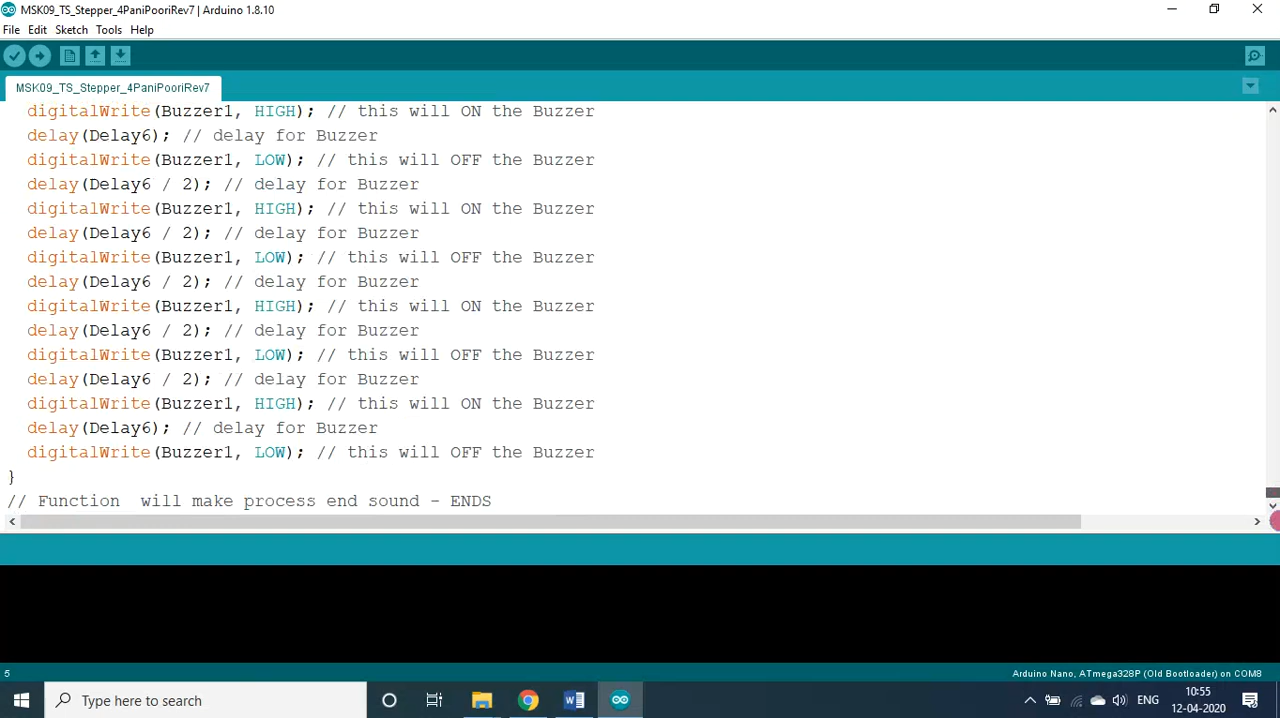 MSK09_TS_Stepper_4PaniPooriRev7 | Arduino 1.8.10
File Edit Sketch Tools Help
MSK09_TS_Stepper_4PaniPooriRev7
digitalWrite(Buzzer1, HIGH); // this will ON the Buzzer
delay(Delay6); // delay for Buzzer
digitalWrite(Buzzer1, LOW); // this will OFF the Buzzer
delay(Delay6 / 2); // delay for Buzzer
digitalWrite(Buzzer1, HIGH); // this will ON the Buzzer
delay(Delay6 / 2); // delay for Buzzer
digitalWrite(Buzzer1, LOW); // this will OFF the Buzzer
delay(Delay6 / 2); // delay for Buzzer
digitalWrite(Buzzer1, HIGH); // this will ON the Buzzer
delay(Delay6 / 2); // delay for Buzzer
digitalWrite(Buzzer1, LOW); // this will OFF the Buzzer
delay(Delay6 / 2); // delay for Buzzer
digitalWrite(Buzzer1, HIGH); // this will ON the Buzzer
delay(Delay6); // delay for Buzzer
digitalWrite(Buzzer1, LOW); // this will OFF the Buzzer
}
// Function  will make process end sound - ENDS
5 Arduino Nano, ATmega328P (Old Bootloader) on COM8
Type here to search
ENG
10:55
12-04-2020